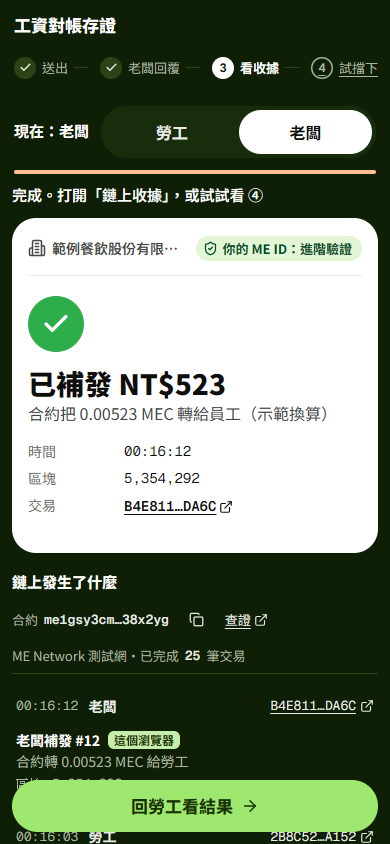 工資對帳存證
送出
老闆回覆
3 看收據
4 試擋下
現在：老闆
勞工
老闆
完成。打開「鏈上收據」，或試試看 ④
範例餐飲股份有限…
你的 ME ID：進階驗證
已補發 NT$523
合約把 0.00523 MEC 轉給員工（示範換算）
時間 00:16:12
區塊 5,354,292
交易 B4E811…DA6C
鏈上發生了什麼
合約 me1gsy3cm…38x2yg 查證
ME Network 測試網・已完成 25 筆交易
00:16:12 老闆 B4E811…DA6C
老闆補發 #12 這個瀏覽器
合約轉 0.00523 MEC 給勞工
回勞工看結果 →
00:16:03 勞工 2B8C52…A152